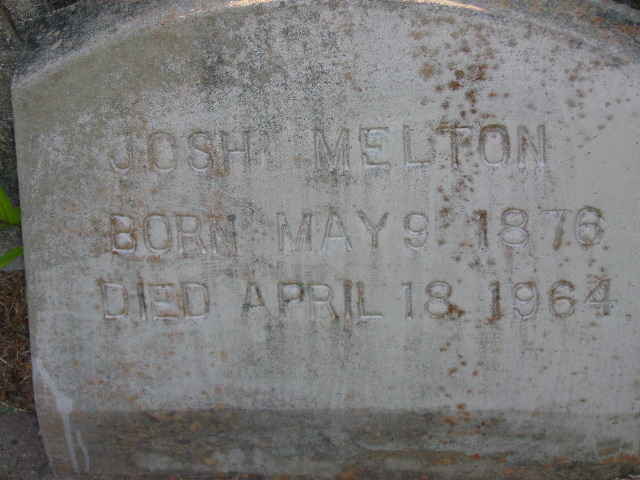 JOSH MELTON
BORN MAY 9 1876
DIED APRIL 18 1964